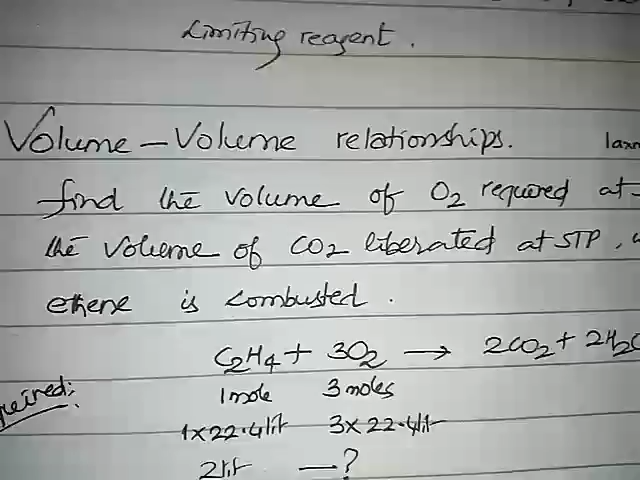 Limiting reagent.
Volume – Volume relationships.
find the volume of O2 required at
the volume of CO2 liberated at STP,
ethene is combusted.
C2H4 + 3O2 → 2CO2 + 2H2O
1mole 3 moles
1×22.4lit 3×22.4lit
2lit —?